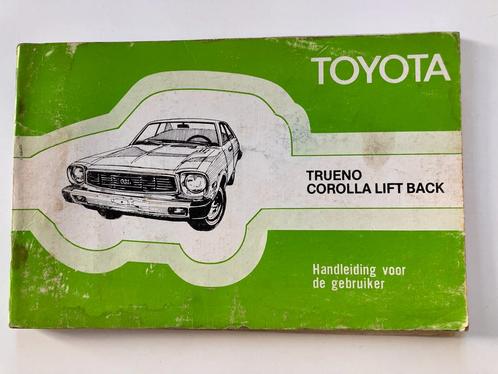 TOYOTA
TRUENO
COROLLA LIFT BACK
Handleiding voor
de gebruiker